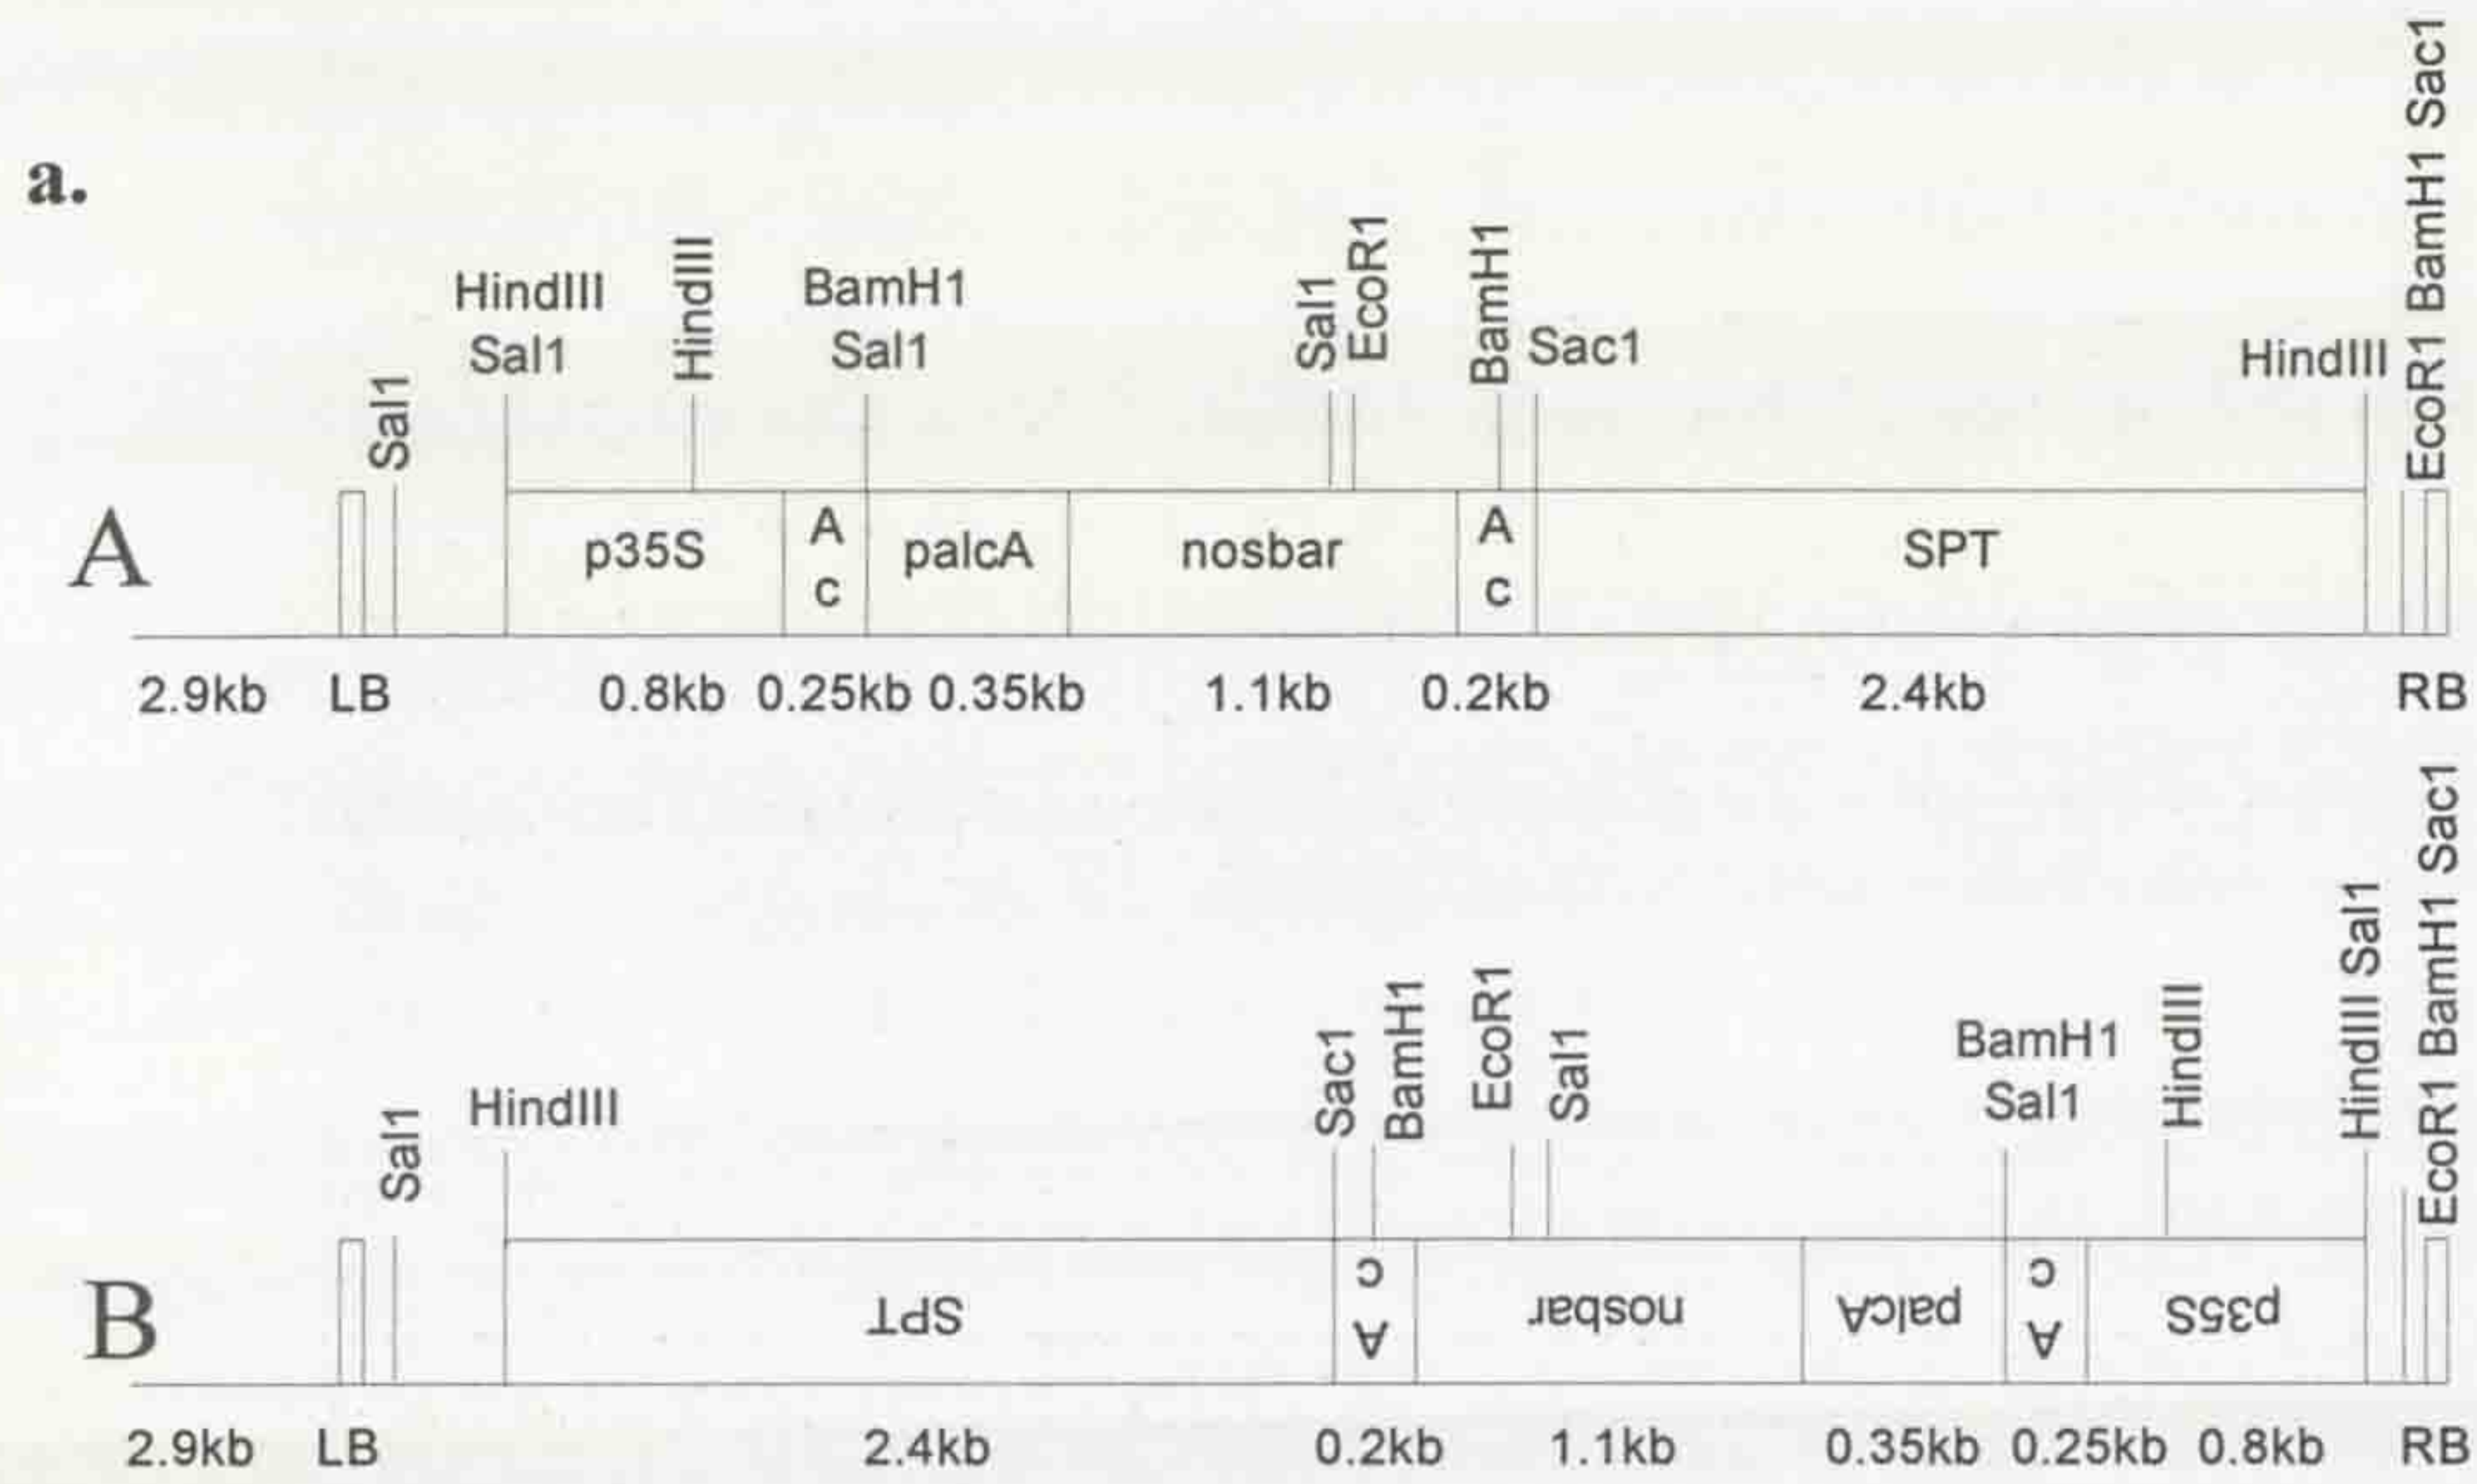 a.
EcoR1 BamH1 Sac1
HindIII
Sal1
HindIII
BamH1
Sal1
Sal1
EcoR1
BamH1
Sac1
HindIII
Sal1
A
p35S
A
c
palcA
nosbar
A
c
SPT
2.9kb LB 0.8kb 0.25kb 0.35kb 1.1kb 0.2kb 2.4kb RB
EcoR1 BamH1 Sac1
HindIII Sal1
Sal1
HindIII
Sac1
BamH1
EcoR1
Sal1
BamH1
Sal1
HindIII
B
SPT
A
c
nosbar
palcA
A
c
p35S
2.9kb LB 2.4kb 0.2kb 1.1kb 0.35kb 0.25kb 0.8kb RB